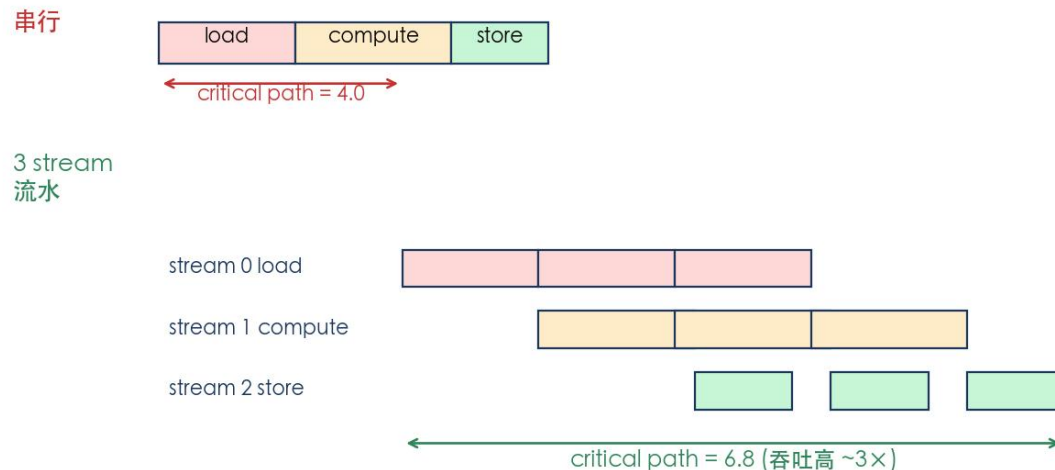 串行
load compute store
critical path = 4.0
3 stream
流水
stream 0 load
stream 1 compute
stream 2 store
critical path = 6.8 (吞吐高 ~3×)